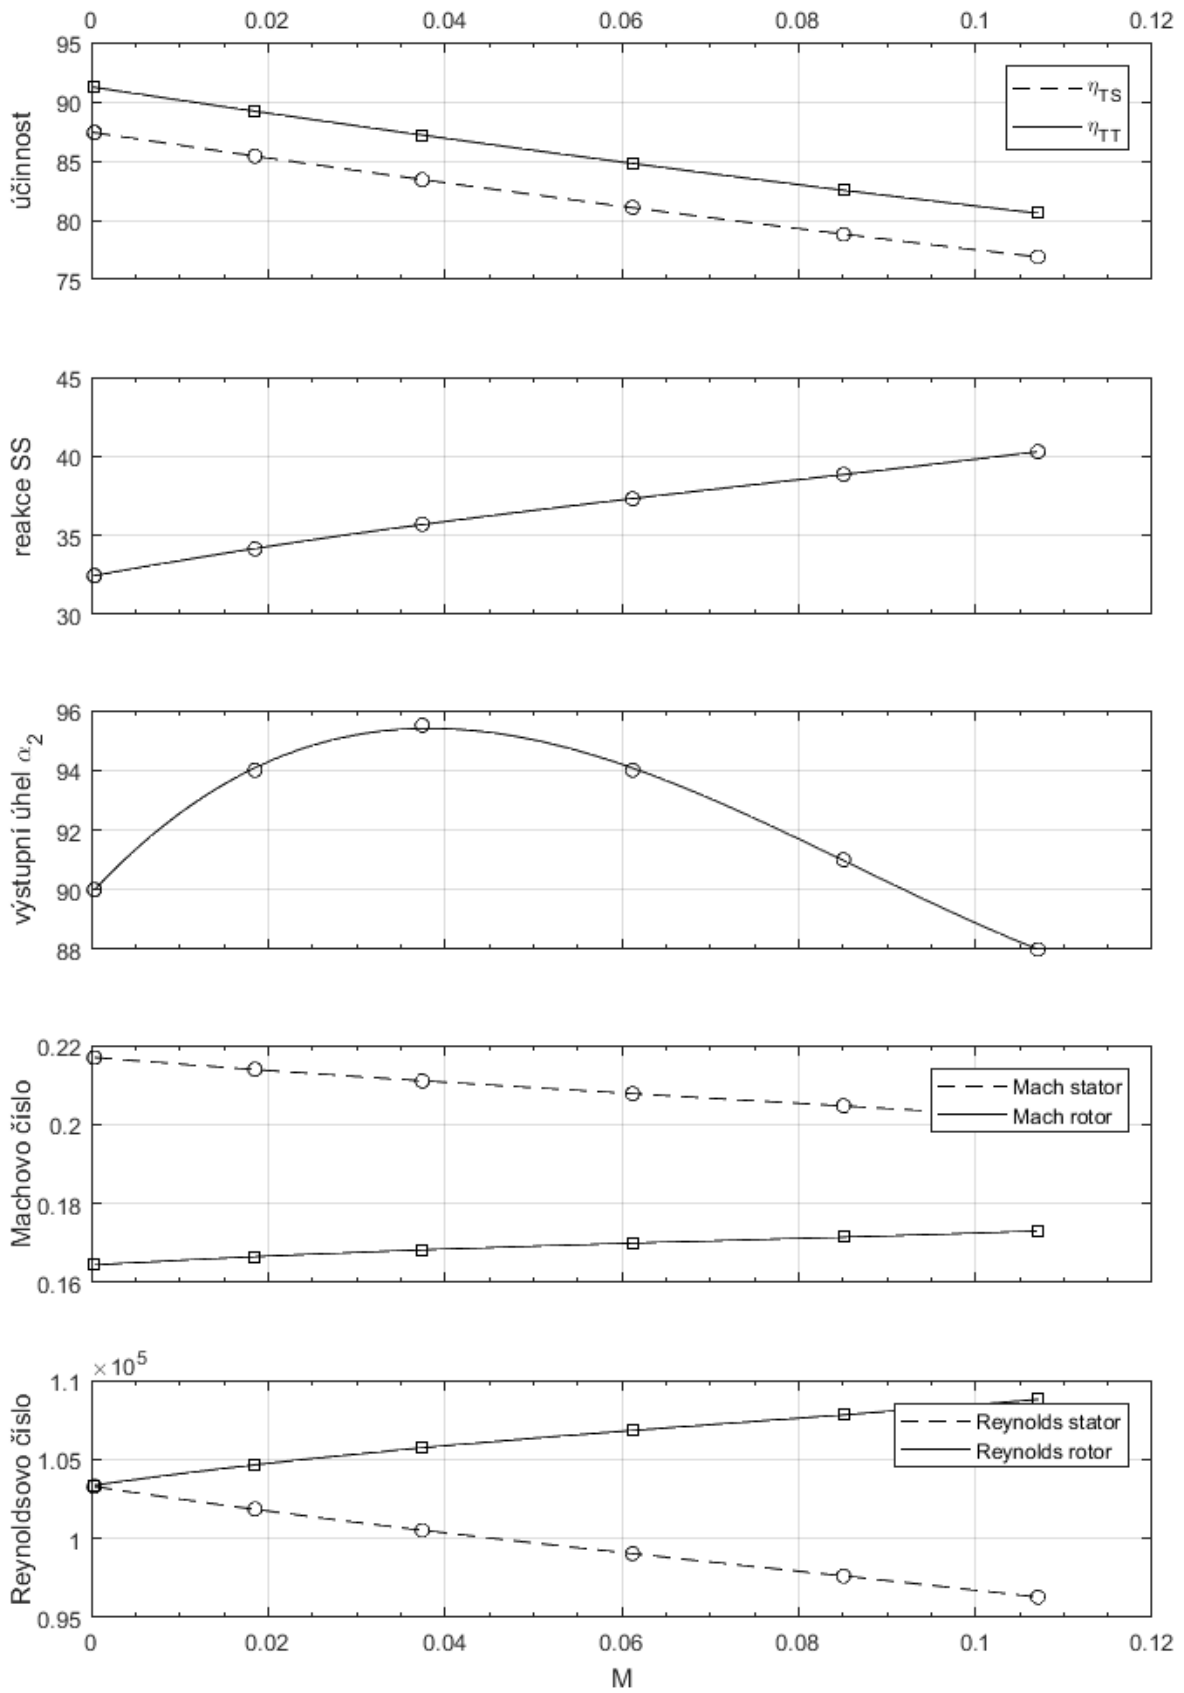 0 0.02 0.04 0.06 0.08 0.1 0.12
95
90
85
80
75
účinnost
ηTS
ηTT
45
40
35
30
reakce SS
96
94
92
90
88
výstupní úhel α2
0.22
0.2
0.18
0.16
Machovo číslo
Mach stator
Mach rotor
×10^5
1.1
1.05
1
0.95
Reynoldsovo číslo
Reynolds stator
Reynolds rotor
0 0.02 0.04 0.06 0.08 0.1 0.12
M